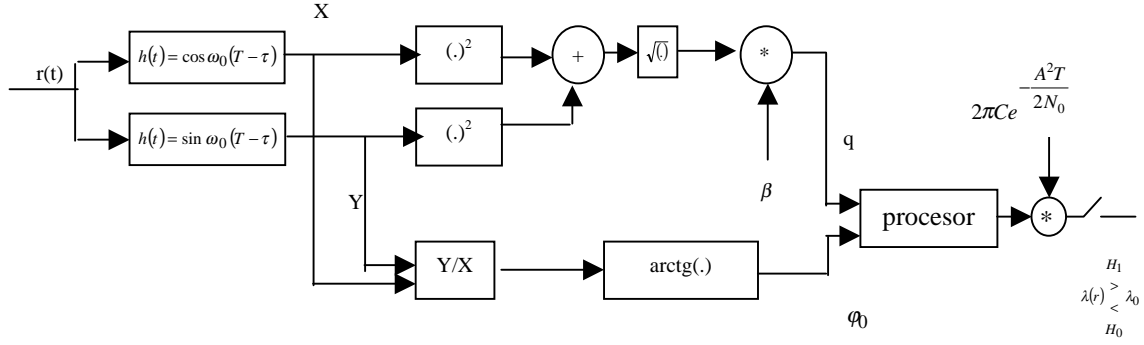 X
r(t)
h(t) = cos ω₀(T − τ)
(.)²
+
√(.)
*
h(t) = sin ω₀(T − τ)
(.)²
2πCe^{−A²T/2N₀}
Y
β
q
procesor
*
Y/X
arctg(.)
φ₀
H₁
λ(r) > < λ₀
H₀